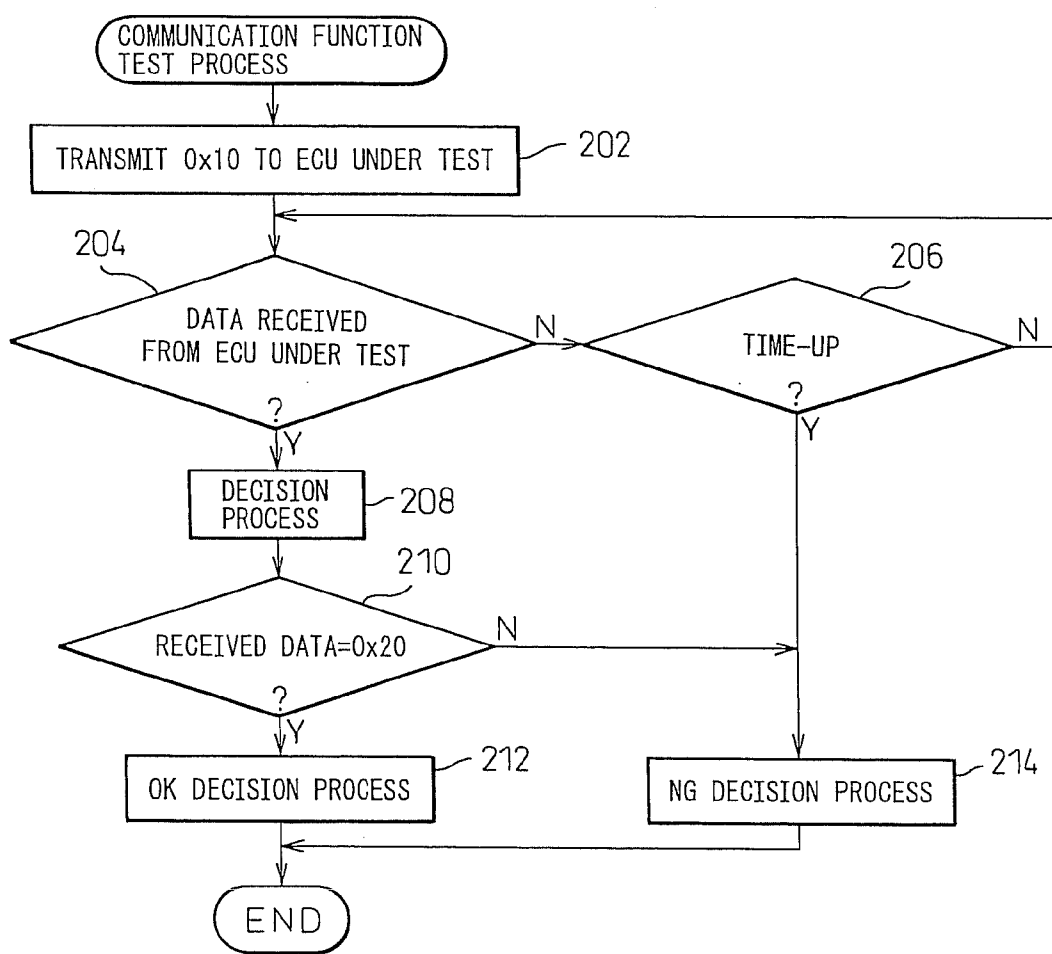 COMMUNICATION FUNCTION
TEST PROCESS
TRANSMIT 0x10 TO ECU UNDER TEST
202
204
206
DATA RECEIVED
FROM ECU UNDER TEST
?
N
Y
TIME-UP
?
N
Y
DECISION
PROCESS
208
210
RECEIVED DATA=0x20
?
N
Y
OK DECISION PROCESS
212
NG DECISION PROCESS
214
END